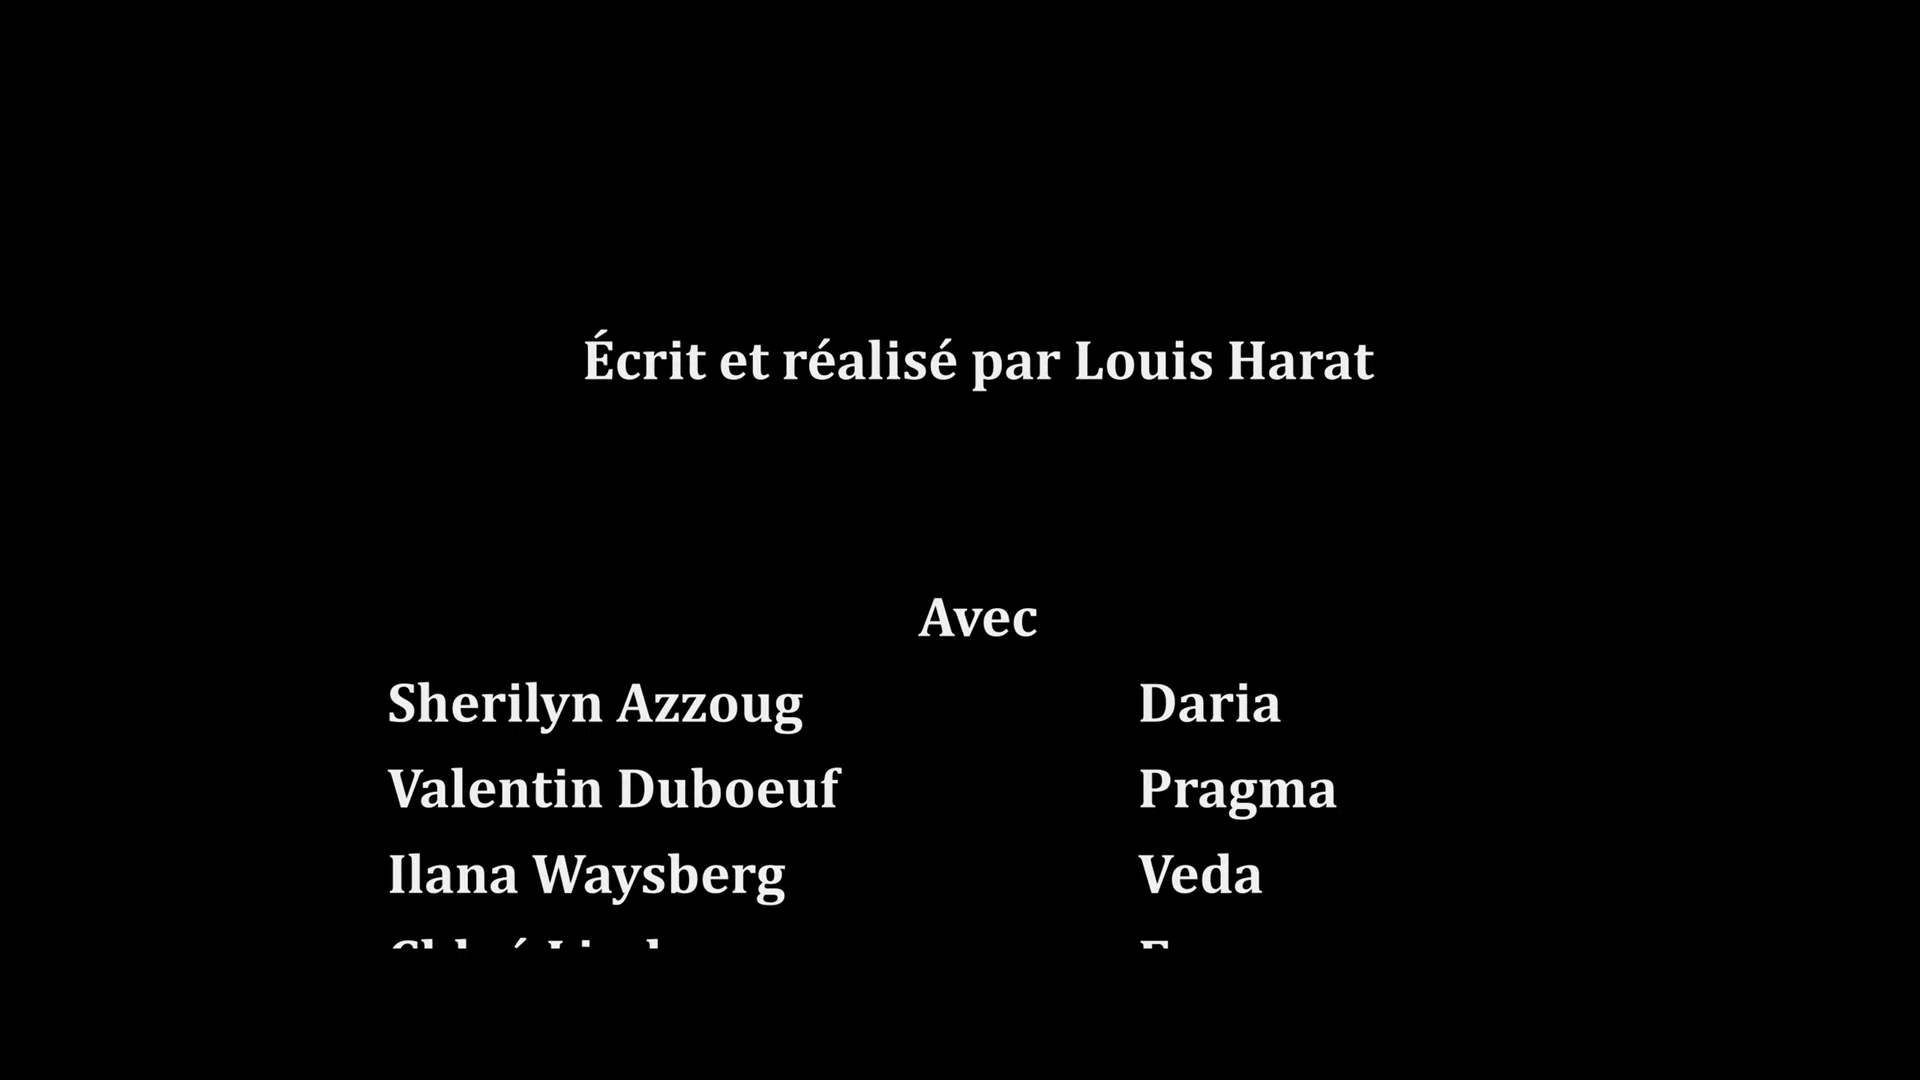 Écrit et réalisé par Louis Harat
Avec
Sherilyn Azzoug Daria
Valentin Duboeuf Pragma
Ilana Waysberg Veda